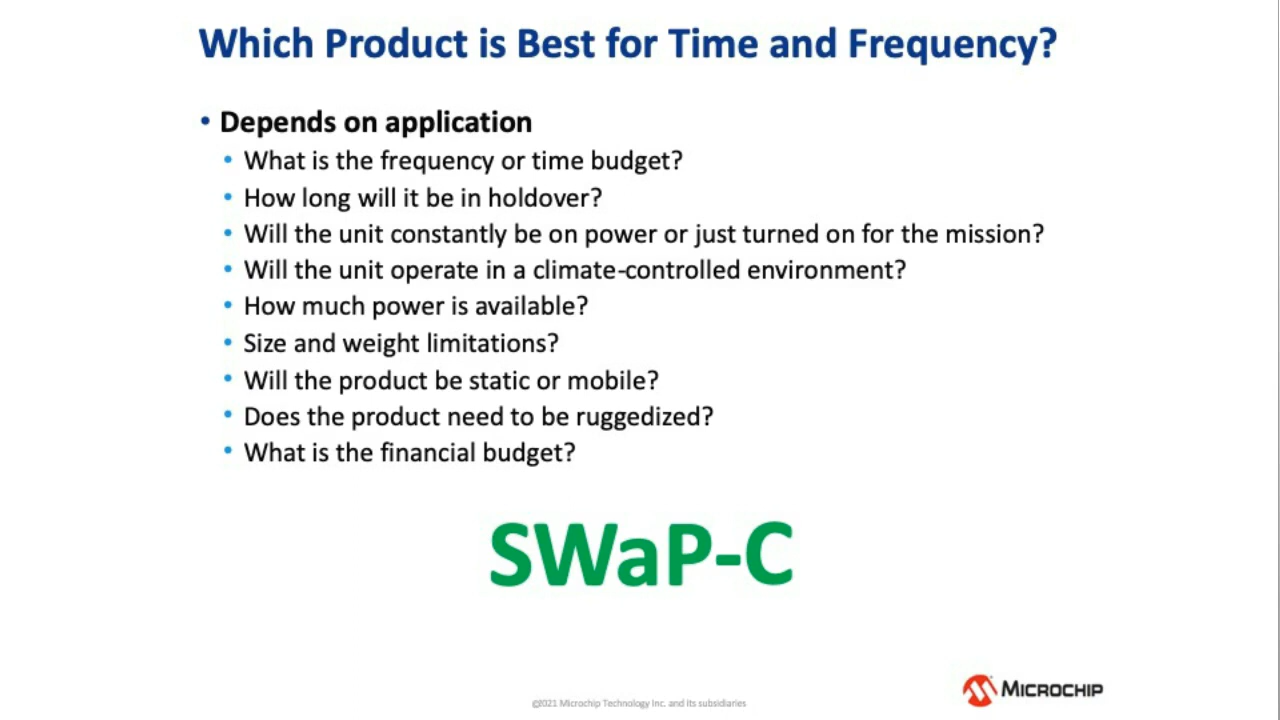 Which Product is Best for Time and Frequency?
• Depends on application
• What is the frequency or time budget?
• How long will it be in holdover?
• Will the unit constantly be on power or just turned on for the mission?
• Will the unit operate in a climate-controlled environment?
• How much power is available?
• Size and weight limitations?
• Will the product be static or mobile?
• Does the product need to be ruggedized?
• What is the financial budget?
SWaP-C
©2021 Microchip Technology Inc. and its subsidiaries
MICROCHIP